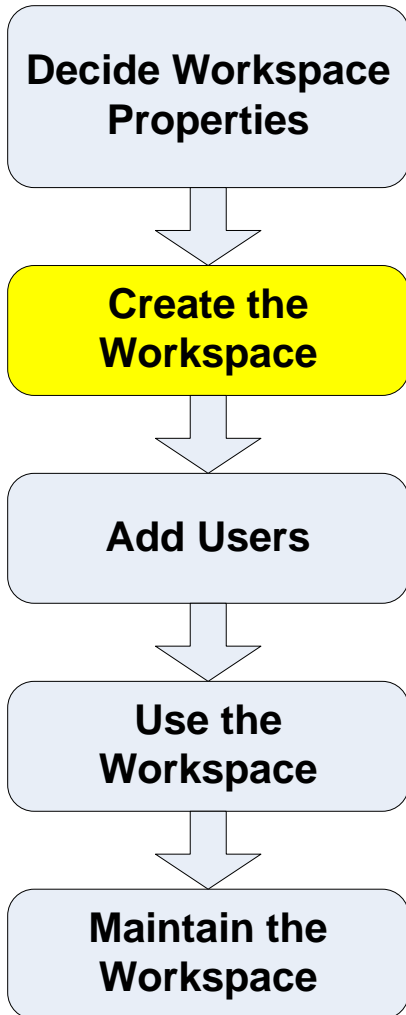 Decide Workspace
Properties
Create the
Workspace
Add Users
Use the
Workspace
Maintain the
Workspace